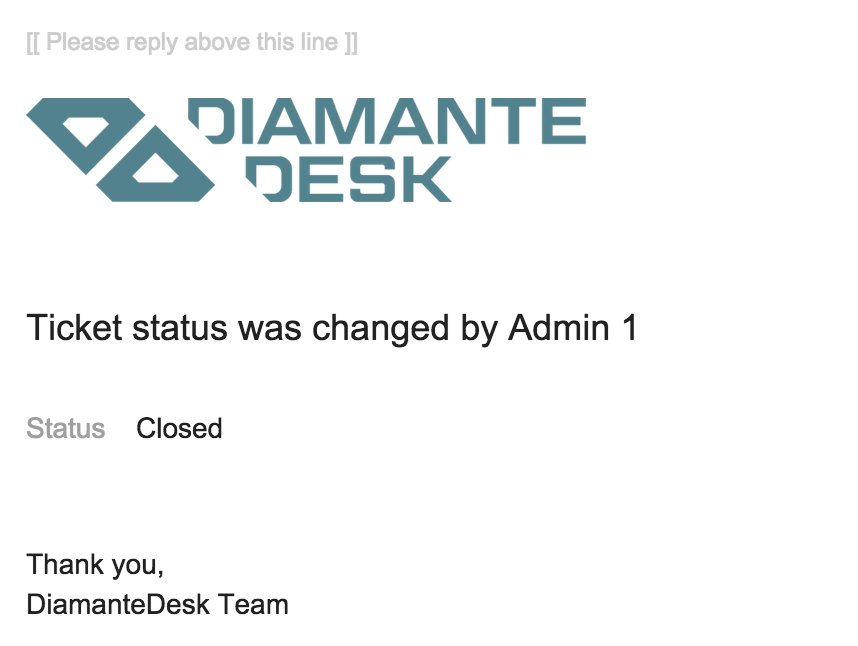 [[ Please reply above this line ]]
DIAMANTE
DESK
Ticket status was changed by Admin 1
Status Closed
Thank you,
DiamanteDesk Team